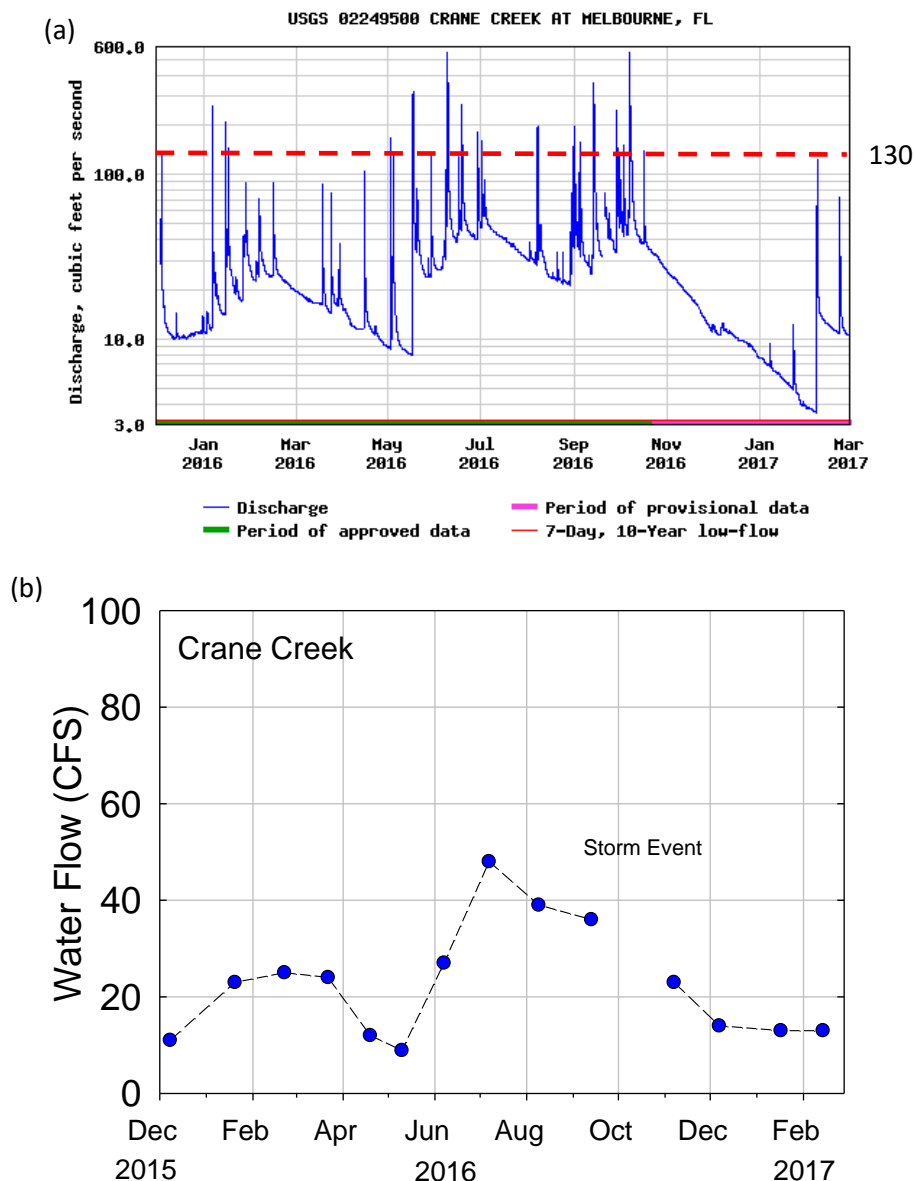 (a)
USGS 02249500 CRANE CREEK AT MELBOURNE, FL
Discharge, cubic feet per second
600.0
130
100.0
10.0
3.0
Jan Mar May Jul Sep Nov Jan Mar
2016 2016 2016 2016 2016 2016 2017 2017
Discharge Period of provisional data
Period of approved data 7-Day, 10-Year low-flow
(b)
Water Flow (CFS)
100
80
60
40
20
0
Crane Creek
Storm Event
Dec Feb Apr Jun Aug Oct Dec Feb
2015 2016 2017